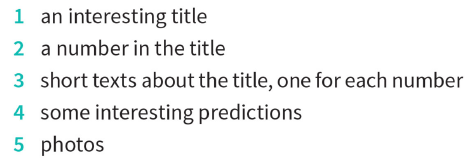 1 an interesting title
2 a number in the title
3 short texts about the title, one for each number
4 some interesting predictions
5 photos